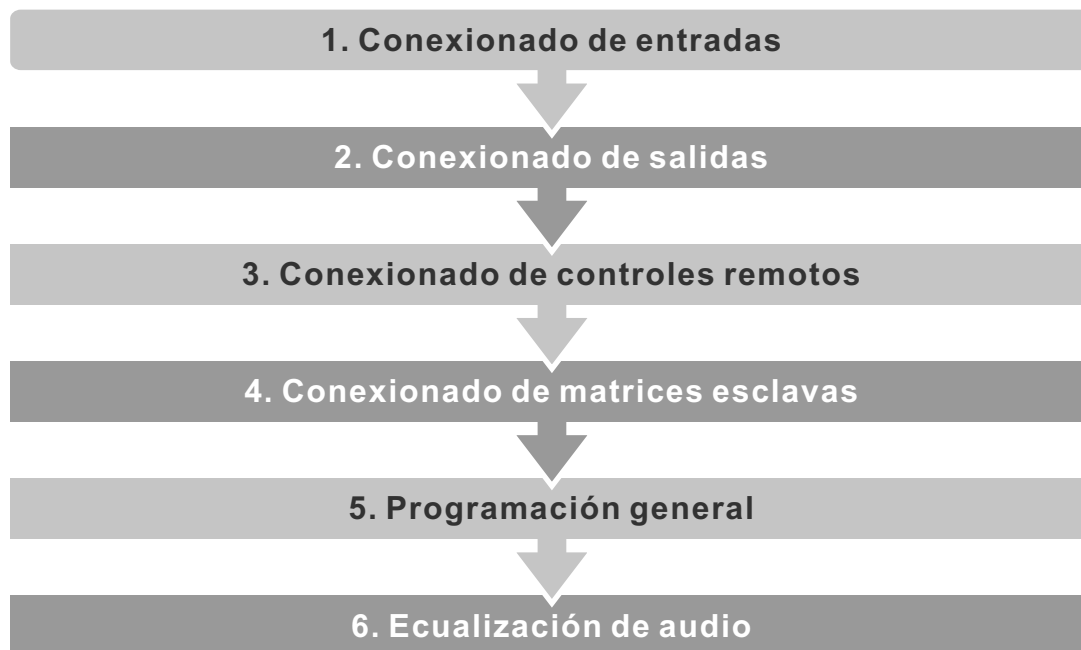 1. Conexionado de entradas
2. Conexionado de salidas
3. Conexionado de controles remotos
4. Conexionado de matrices esclavas
5. Programación general
6. Ecualización de audio